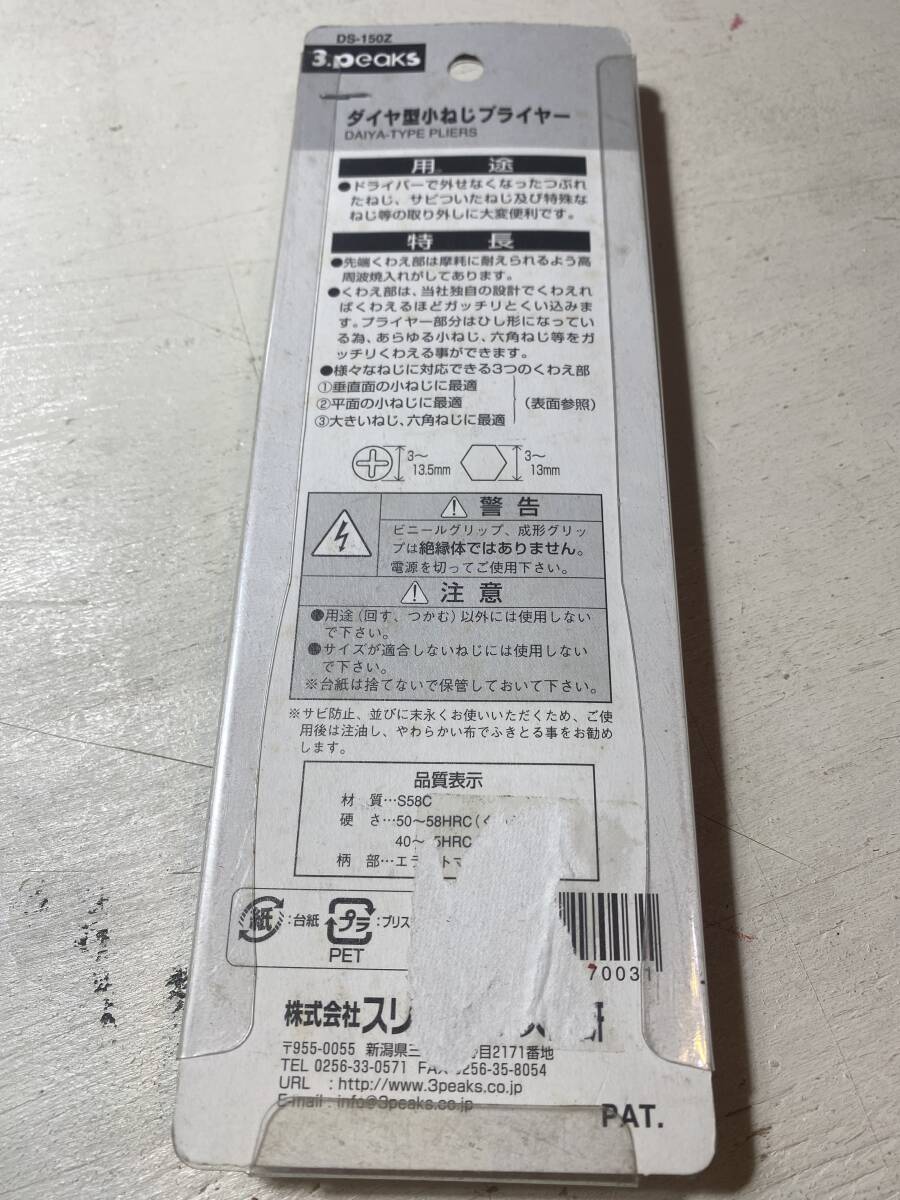 DS-150Z
3.peaks
ダイヤ型小ねじプライヤー
DAIYA-TYPE PLIERS
用 途
●ドライバーで外せなくなったつぶれ
たねじ、サビついたねじ及び特殊な
ねじ等の取り外しに大変便利です。
特 長
●先端くわえ部は摩耗に耐えられるよう高
周波焼入れがしてあります。
●くわえ部は、当社独自の設計でくわえれ
ばくわえるほどガッチリとくい込みま
す。プライヤー部分はひし形になってい
る為、あらゆる小ねじ、六角ねじ等をガ
ッチリくわえる事ができます。
●様々なねじに対応できる3つのくわえ部
①垂直面の小ねじに最適
②平面の小ねじに最適
③大きいねじ、六角ねじに最適
(表面参照)
3〜
13.5mm
3〜
13mm
警告
ビニールグリップ、成形グリッ
プは絶縁体ではありません。
電源を切ってご使用下さい。
注意
●用途(回す、つかむ)以外には使用しない
で下さい。
●サイズが適合しないねじには使用しない
で下さい。
※台紙は捨てないで保管しておいて下さい。
※サビ防止、並びに末永くお使いいただくため、ご使
用後は注油し、やわらかい布でふきとる事をお勧め
します。
品質表示
材 質…S58C
硬 さ…50〜58HRC
40〜 5HRC
柄 部…エラ
紙 :台紙 プラ :ブリス
PET
70031
株式会社 スリ
〒955-0055 新潟県三 目2171番地
TEL 0256-33-0571 FAX 0256-35-8054
URL : http://www.3peaks.co.jp
E-mail : info@3peaks.co.jp
PAT.